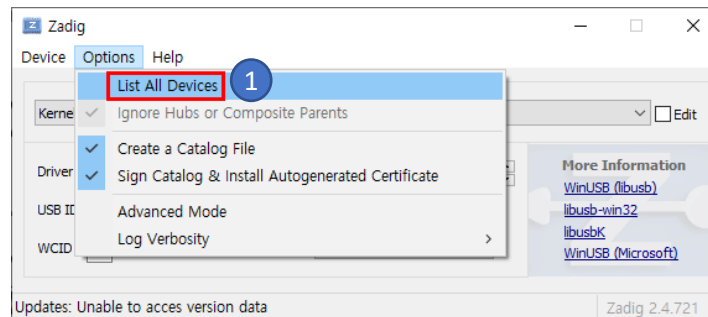 Zadig
Device Options Help
List All Devices 1
Kerne Ignore Hubs or Composite Parents Edit
Create a Catalog File
Driver Sign Catalog & Install Autogenerated Certificate More Information
WinUSB (libusb)
USB ID Advanced Mode libusb-win32
Log Verbosity libusbK
WCID WinUSB (Microsoft)
Updates: Unable to acces version data Zadig 2.4.721